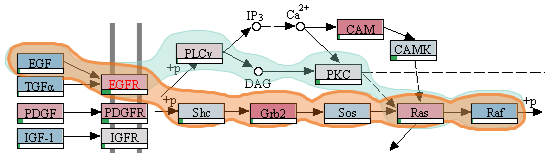 IP3 Ca2+
CAM
PLCγ CAMK
EGF +p PKC
TGFα EGFR DAG
+p +p
PDGF PDGFR Shc Grb2 Sos Ras Raf
IGF-1 IGFR